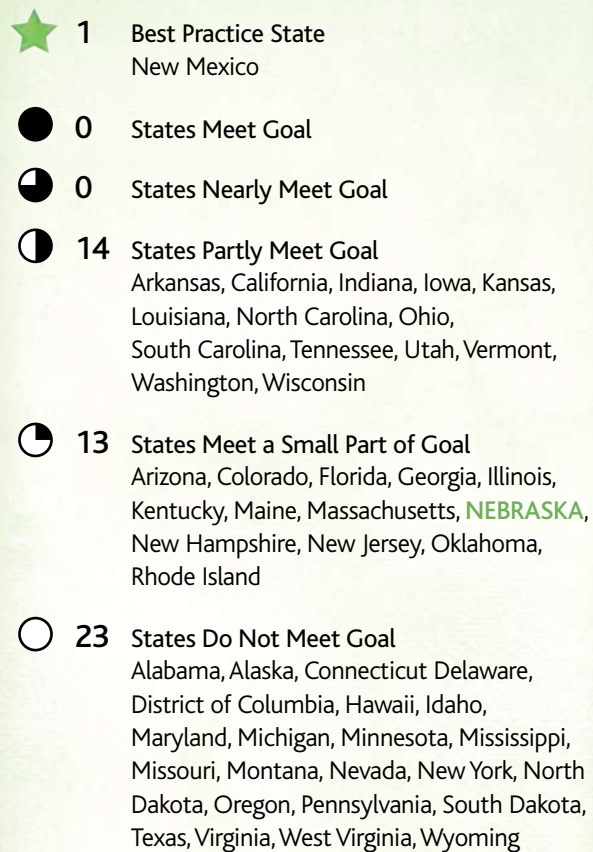 1 Best Practice State
New Mexico
0 States Meet Goal
0 States Nearly Meet Goal
14 States Partly Meet Goal
Arkansas, California, Indiana, Iowa, Kansas,
Louisiana, North Carolina, Ohio,
South Carolina, Tennessee, Utah, Vermont,
Washington, Wisconsin
13 States Meet a Small Part of Goal
Arizona, Colorado, Florida, Georgia, Illinois,
Kentucky, Maine, Massachusetts, NEBRASKA,
New Hampshire, New Jersey, Oklahoma,
Rhode Island
23 States Do Not Meet Goal
Alabama, Alaska, Connecticut Delaware,
District of Columbia, Hawaii, Idaho,
Maryland, Michigan, Minnesota, Mississippi,
Missouri, Montana, Nevada, New York, North
Dakota, Oregon, Pennsylvania, South Dakota,
Texas, Virginia, West Virginia, Wyoming